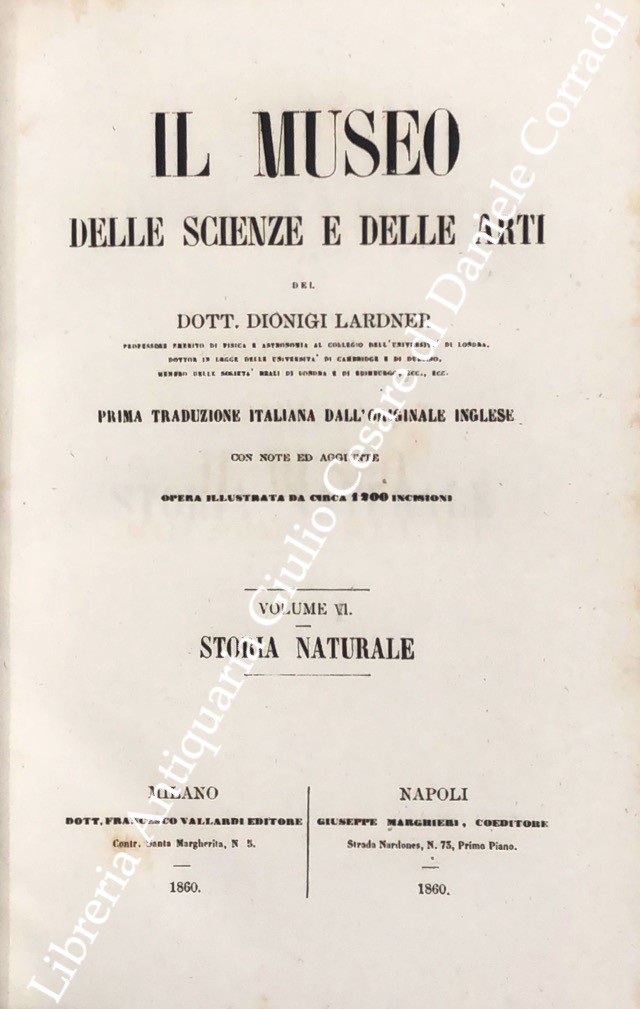 IL MUSEO
DELLE SCIENZE E DELLE ARTI
DEL
DOTT. DIONIGI LARDNER
PROFESSORE EMERITO DI FISICA E ASTRONOMIA AL COLLEGIO DELL'UNIVERSITÀ DI LONDRA,
DOTTOR IN LEGGE DELLE UNIVERSITA' DI CAMBRIDGE E DI DUBLINO,
MEMBRO DELLE SOCIETA' REALI DI LONDRA E DI EDIMBURGO, ECC., ECC.
PRIMA TRADUZIONE ITALIANA DALL'ORIGINALE INGLESE
CON NOTE ED AGGIUNTE
OPERA ILLUSTRATA DA CIRCA 1200 INCISIONI
VOLUME VI.
STORIA NATURALE
MILANO
DOTT. FRANCESCO VALLARDI EDITORE
Contr. Santa Margherita, N 5.
1860.
NAPOLI
GIUSEPPE MARGHIERI, COEDITORE
Strada Nardones, N. 73, Primo Piano.
1860.
Libreria Antiquaria Giulio Cesare di Daniele Corradi